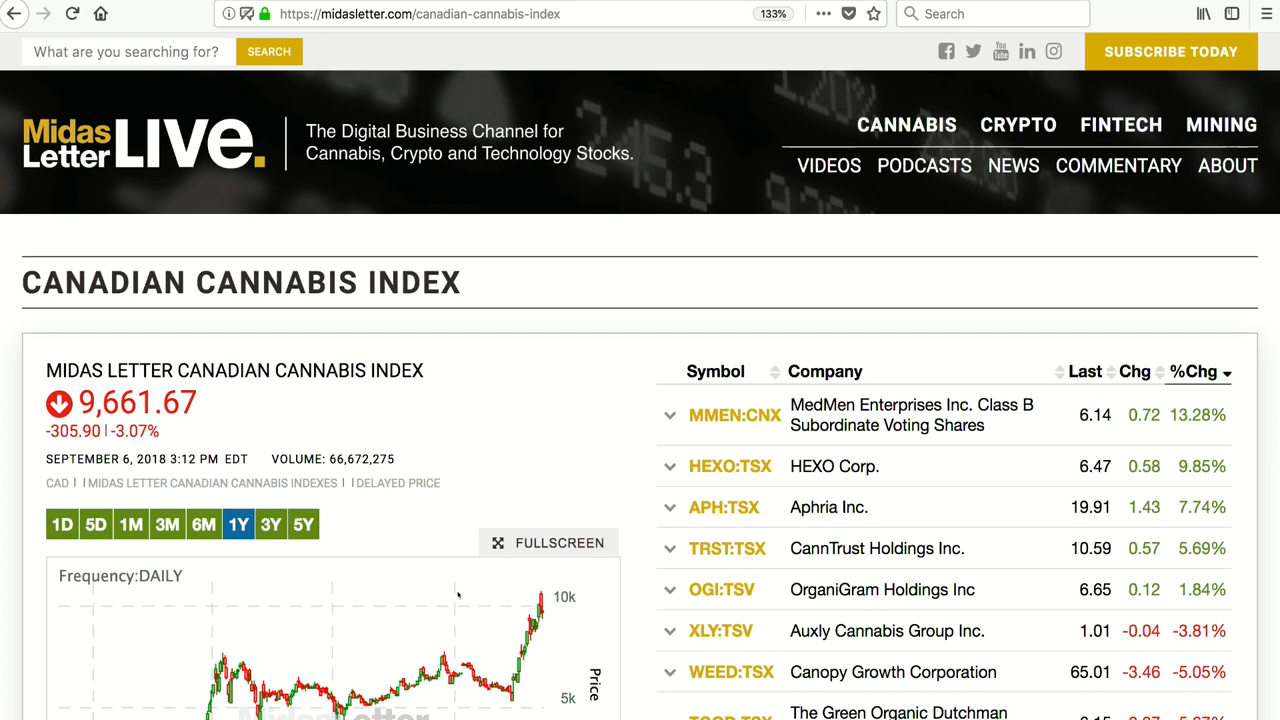 https://midasletter.com/canadian-cannabis-index
133%
Search
What are you searching for?
SEARCH
SUBSCRIBE TODAY
Midas
Letter LIVE.
The Digital Business Channel for
Cannabis, Crypto and Technology Stocks.
CANNABIS CRYPTO FINTECH MINING
VIDEOS PODCASTS NEWS COMMENTARY ABOUT
CANADIAN CANNABIS INDEX
MIDAS LETTER CANADIAN CANNABIS INDEX
9,661.67
-305.90 | -3.07%
SEPTEMBER 6, 2018 3:12 PM EDT VOLUME: 66,672,275
CAD | | MIDAS LETTER CANADIAN CANNABIS INDEXES | | DELAYED PRICE
1D 5D 1M 3M 6M 1Y 3Y 5Y
FULLSCREEN
Frequency:DAILY
10k
5k
Price
MidasLetter
Symbol Company Last Chg %Chg
MMEN:CNX MedMen Enterprises Inc. Class B
Subordinate Voting Shares 6.14 0.72 13.28%
HEXO:TSX HEXO Corp. 6.47 0.58 9.85%
APH:TSX Aphria Inc. 19.91 1.43 7.74%
TRST:TSX CannTrust Holdings Inc. 10.59 0.57 5.69%
OGI:TSV OrganiGram Holdings Inc 6.65 0.12 1.84%
XLY:TSV Auxly Cannabis Group Inc. 1.01 -0.04 -3.81%
WEED:TSX Canopy Growth Corporation 65.01 -3.46 -5.05%
The Green Organic Dutchman